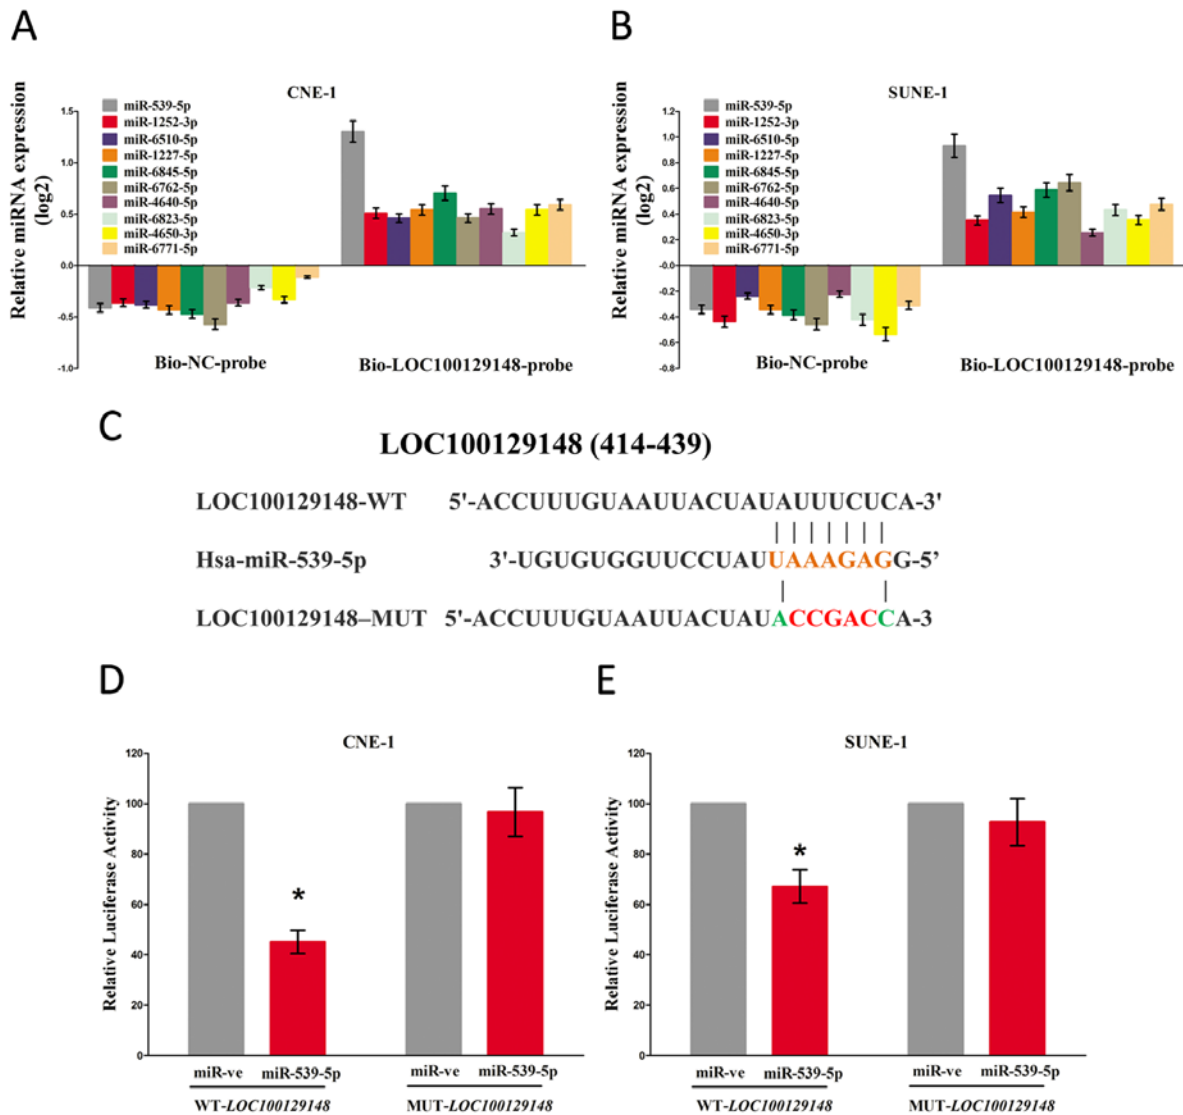 A
CNE-1
Relative miRNA expression
(log2)
1.5
1.0
0.5
0.0
-0.5
-1.0
miR-539-5p
miR-1252-3p
miR-6510-5p
miR-1227-5p
miR-6845-5p
miR-6762-5p
miR-4640-5p
miR-6823-5p
miR-4650-3p
miR-6771-5p
Bio-NC-probe
Bio-LOC100129148-probe
B
SUNE-1
Relative miRNA expression
(log2)
1.2
1.0
0.8
0.6
0.4
0.2
0.0
-0.2
-0.4
-0.6
-0.8
miR-539-5p
miR-1252-3p
miR-6510-5p
miR-1227-5p
miR-6845-5p
miR-6762-5p
miR-4640-5p
miR-6823-5p
miR-4650-3p
miR-6771-5p
Bio-NC-probe
Bio-LOC100129148-probe
C
LOC100129148 (414-439)
LOC100129148-WT 5'-ACCUUUGUAAUUACUAUAUUUCUCA-3'
Hsa-miR-539-5p 3'-UGUGUGGUUCCUAUUAAAGAGG-5’
LOC100129148–MUT 5'-ACCUUUGUAAUUACUAUACCGACCA-3
D
CNE-1
Relative Luciferase Activity
120
100
80
60
40
20
0
*
miR-ve miR-539-5p miR-ve miR-539-5p
WT-LOC100129148 MUT-LOC100129148
E
SUNE-1
Relative Luciferase Activity
120
100
80
60
40
20
0
*
miR-ve miR-539-5p miR-ve miR-539-5p
WT-LOC100129148 MUT-LOC100129148